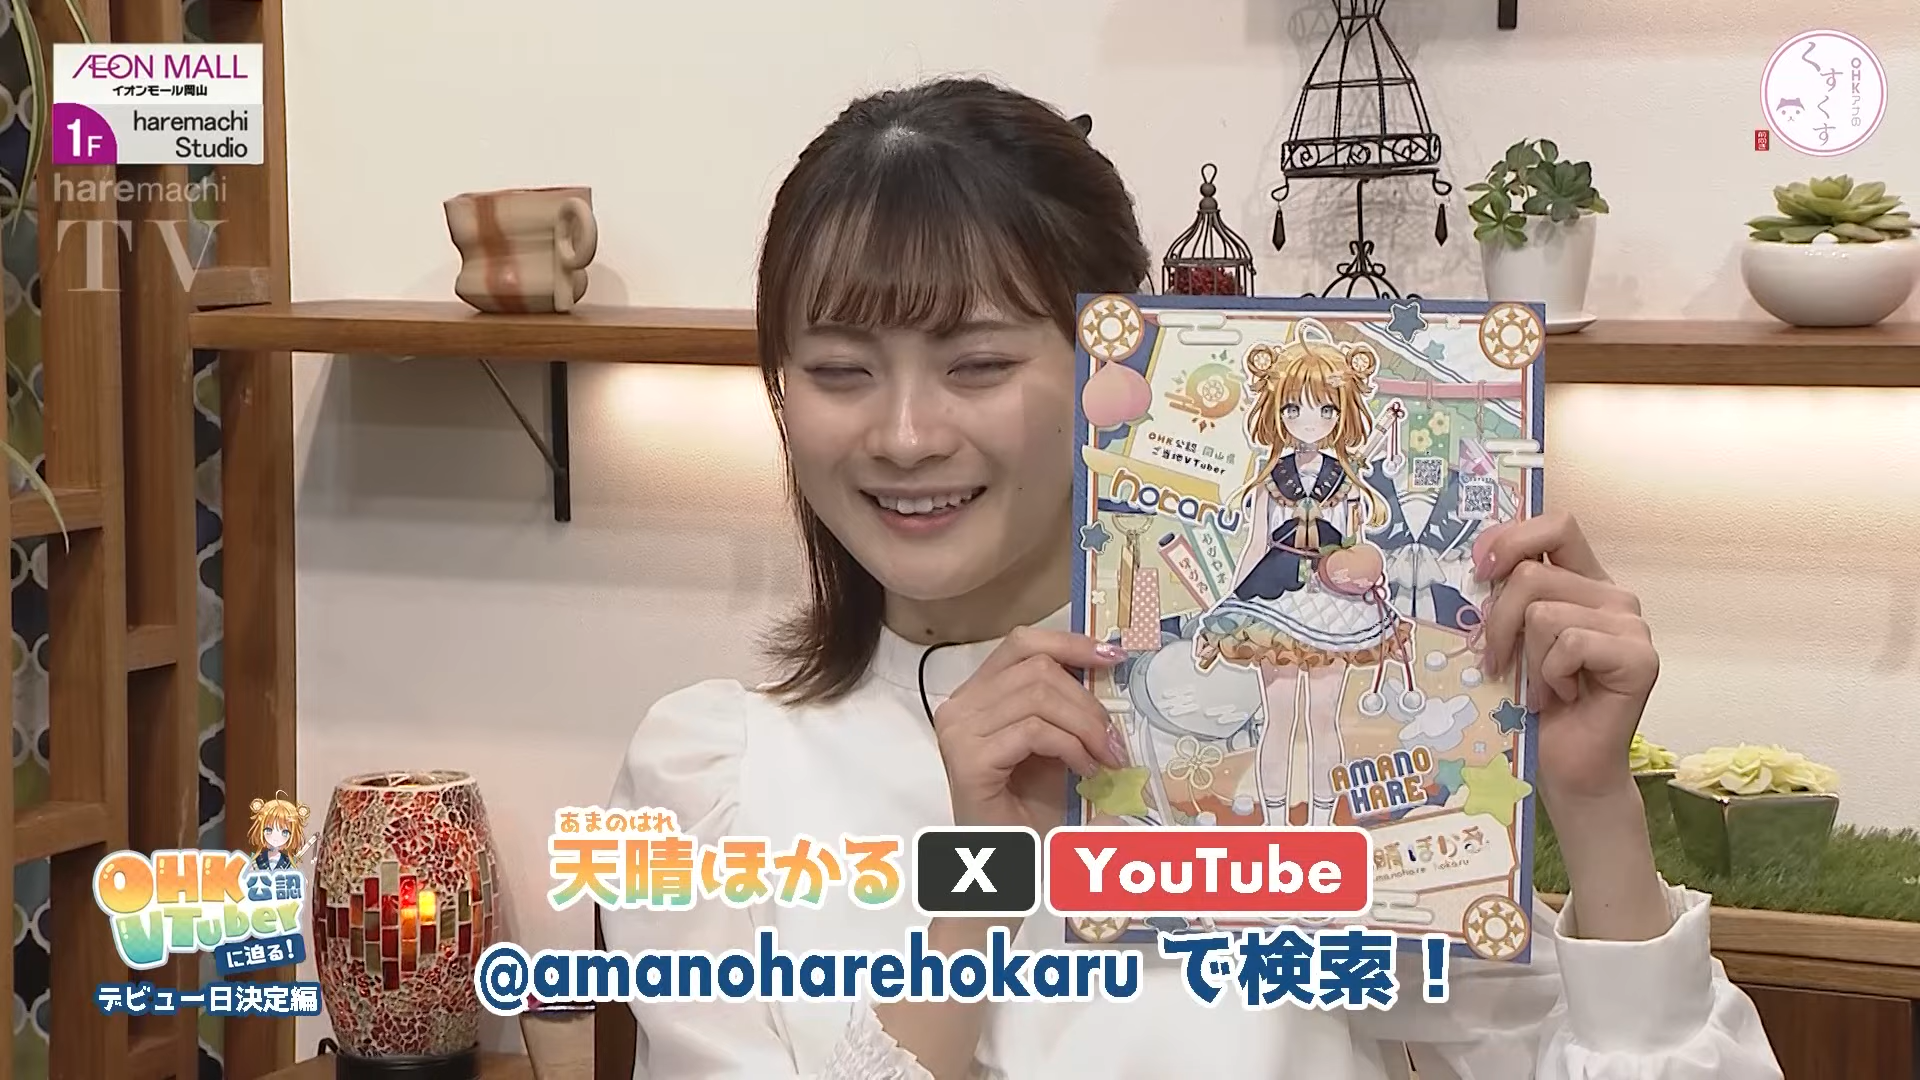 ÆON MALL
イオンモール岡山
1F
haremachi
Studio
haremachi
TV
OHKアナの
くすくす
OHK公認 岡山県
ご当地VTuber
HOCARU
AMANO
HARE
OHK公認
VTuber
に迫る!
デビュー日決定編
あまのはれ
天晴ほかる X YouTube
@amanoharehokaru で検索!